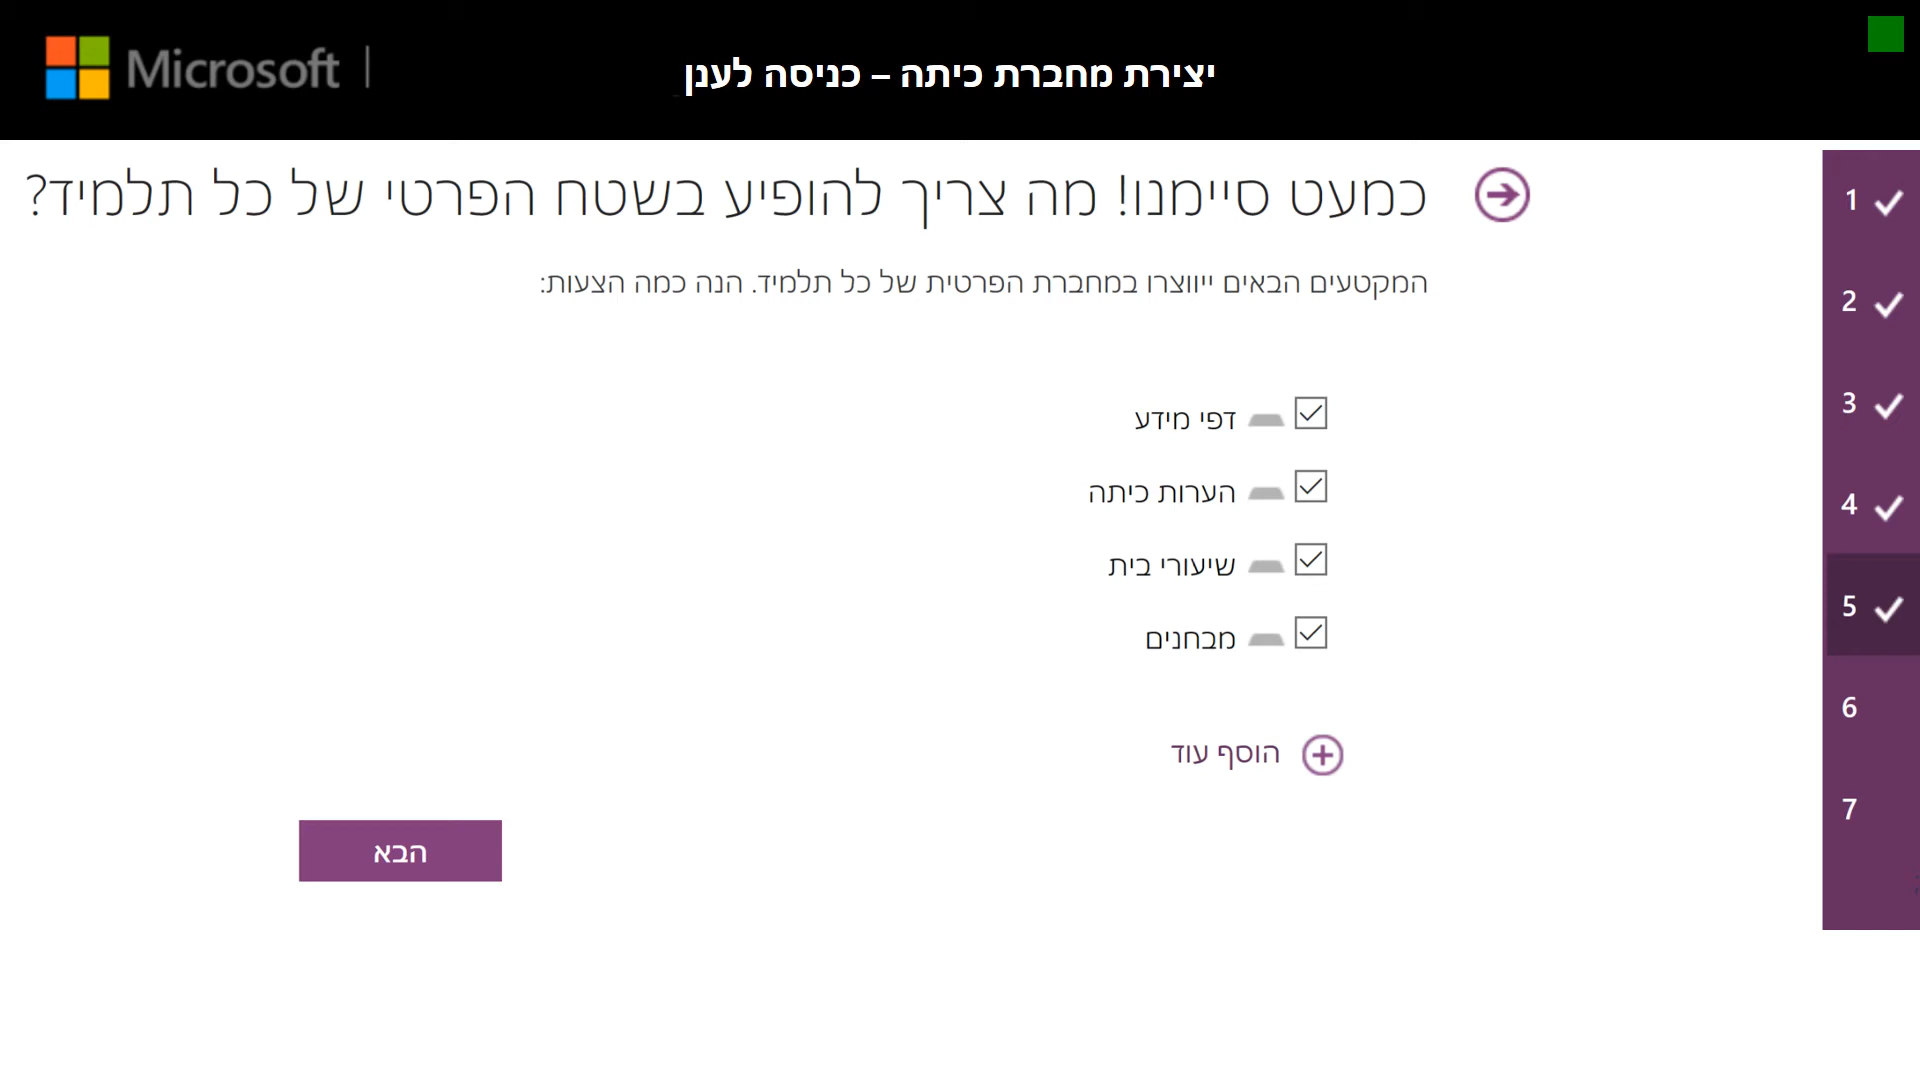 Microsoft
יצירת מחברת כיתה – כניסה לענן
כמעט סיימנו! מה צריך להופיע בשטח הפרטי של כל תלמיד?
המקטעים הבאים ייווצרו במחברת הפרטית של כל תלמיד. הנה כמה הצעות:
דפי מידע
הערות כיתה
שיעורי בית
מבחנים
הוסף עוד
הבא
1
2
3
4
5
6
7